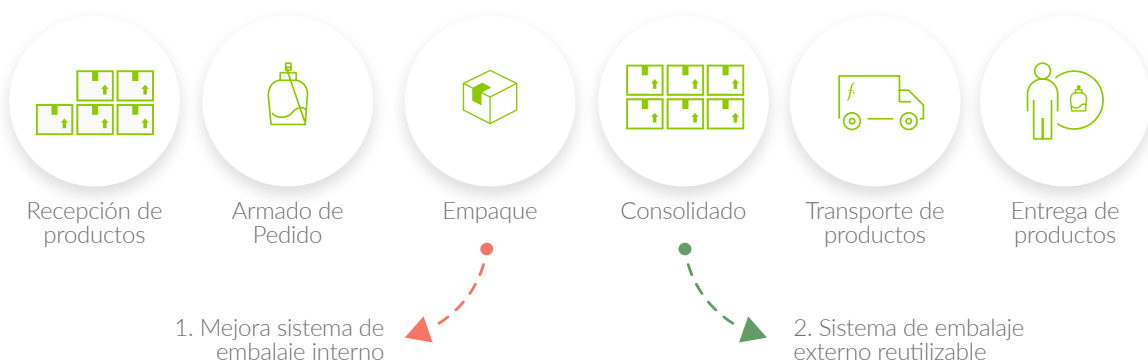 Recepción de
productos
Armado de
Pedido
Empaque
Consolidado
Transporte de
productos
Entrega de
productos
1. Mejora sistema de
embalaje interno
2. Sistema de embalaje
externo reutilizable
f